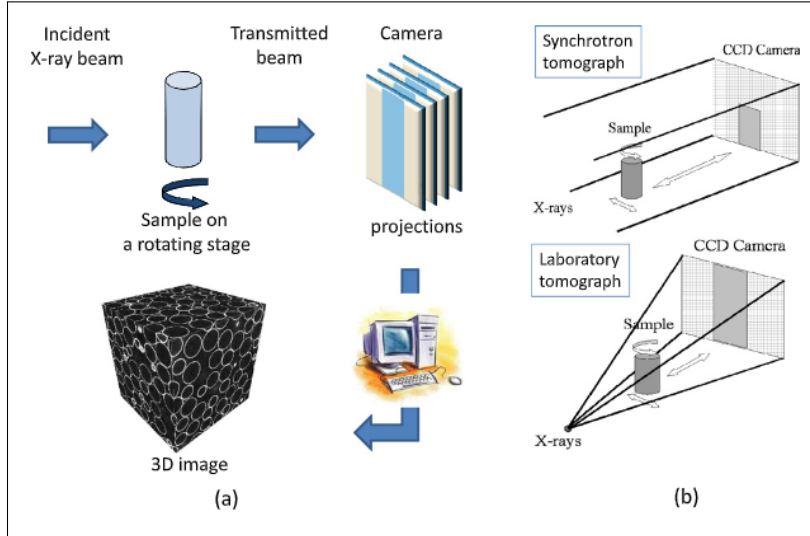 Incident
X-ray beam
Transmitted
beam
Camera
Sample on
a rotating stage
projections
3D image
(a)
Synchrotron
tomograph
CCD Camera
Sample
X-rays
Laboratory
tomograph
CCD Camera
Sample
X-rays
(b)